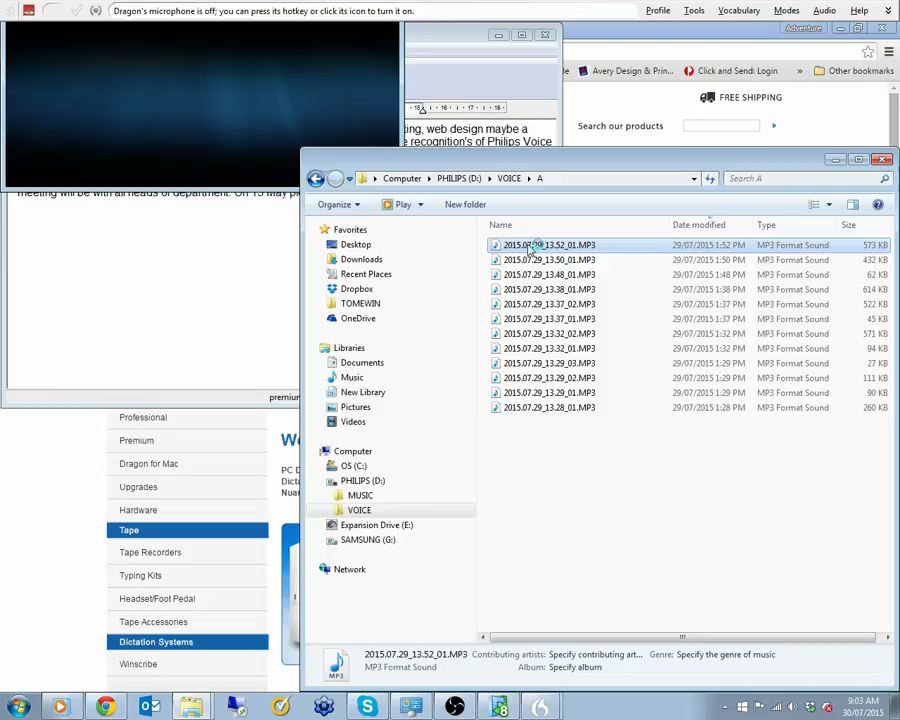 Dragon's microphone is off; you can press its hotkey or click its icon to turn it on.
Profile Tools Vocabulary Modes Audio Help
Adventure
Avery Design & Prin... Click and Send: Login » Other bookmarks
15 16 17 18
ting, web design maybe a
e recognition's of Philips Voice
FREE SHIPPING
Search our products
Computer PHILIPS (D:) VOICE A
Search A
Organize Play New folder
Name Date modified Type Size
Favorites
Desktop
Downloads
Recent Places
Dropbox
TOMEWIN
OneDrive
Libraries
Documents
Music
New Library
Pictures
Videos
Computer
OS (C:)
PHILIPS (D:)
MUSIC
VOICE
Expansion Drive (E:)
SAMSUNG (G:)
Network
2015.07.29_13.52_01.MP3 29/07/2015 1:52 PM MP3 Format Sound 573 KB
2015.07.29_13.50_01.MP3 29/07/2015 1:50 PM MP3 Format Sound 432 KB
2015.07.29_13.48_01.MP3 29/07/2015 1:48 PM MP3 Format Sound 62 KB
2015.07.29_13.38_01.MP3 29/07/2015 1:38 PM MP3 Format Sound 614 KB
2015.07.29_13.37_02.MP3 29/07/2015 1:37 PM MP3 Format Sound 522 KB
2015.07.29_13.37_01.MP3 29/07/2015 1:37 PM MP3 Format Sound 45 KB
2015.07.29_13.32_02.MP3 29/07/2015 1:32 PM MP3 Format Sound 571 KB
2015.07.29_13.32_01.MP3 29/07/2015 1:32 PM MP3 Format Sound 94 KB
2015.07.29_13.29_03.MP3 29/07/2015 1:29 PM MP3 Format Sound 27 KB
2015.07.29_13.29_02.MP3 29/07/2015 1:29 PM MP3 Format Sound 111 KB
2015.07.29_13.29_01.MP3 29/07/2015 1:29 PM MP3 Format Sound 90 KB
2015.07.29_13.28_01.MP3 29/07/2015 1:28 PM MP3 Format Sound 260 KB
premium
Professional
Premium
Dragon for Mac
Upgrades
Hardware
Tape
Tape Recorders
Typing Kits
Headset/Foot Pedal
Tape Accessories
Dictation Systems
Winscribe
We
PC D
Dicta
Nuan
2015.07.29_13.52_01.MP3 Contributing artists: Specify contributing art... Genre: Specify the genre of music
MP3 Format Sound Album: Specify album
MP3
9:03 AM
30/07/2015